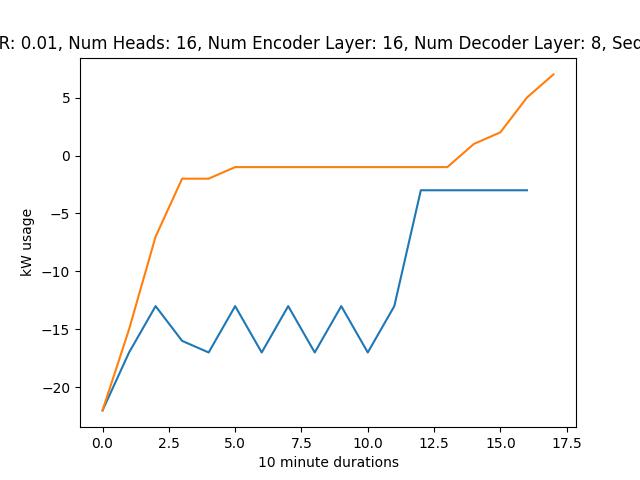 R: 0.01, Num Heads: 16, Num Encoder Layer: 16, Num Decoder Layer: 8, Seq
5
0
−5
−10
−15
−20
kW usage
0.0 2.5 5.0 7.5 10.0 12.5 15.0 17.5
10 minute durations